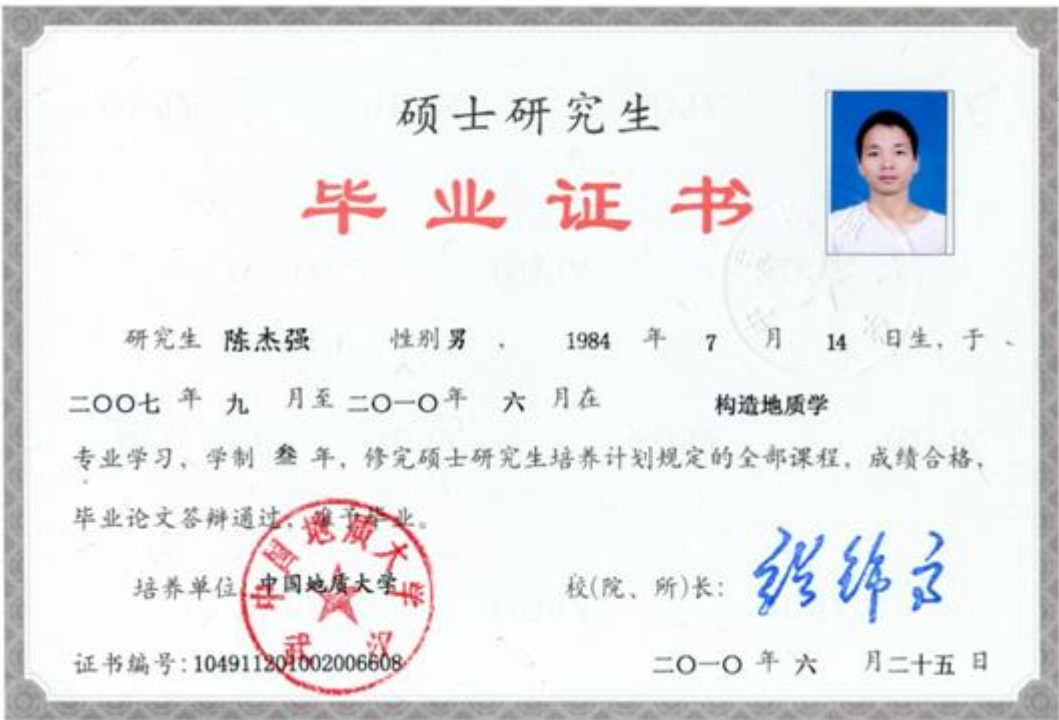 硕士研究生
毕业证书
研究生 陈杰强 性别 男 , 1984 年 7 月 14 日生,于
二〇〇七 年 九 月至 二〇一〇年 六 月在 构造地质学
专业学习,学制 叁 年,修完硕士研究生培养计划规定的全部课程,成绩合格,
毕业论文答辩通过,准予毕业。
中国地质大学
武汉
培养单位:中国地质大学 校(院、所)长:
证书编号:104911201002006608 二〇一〇 年 六 月二十五 日